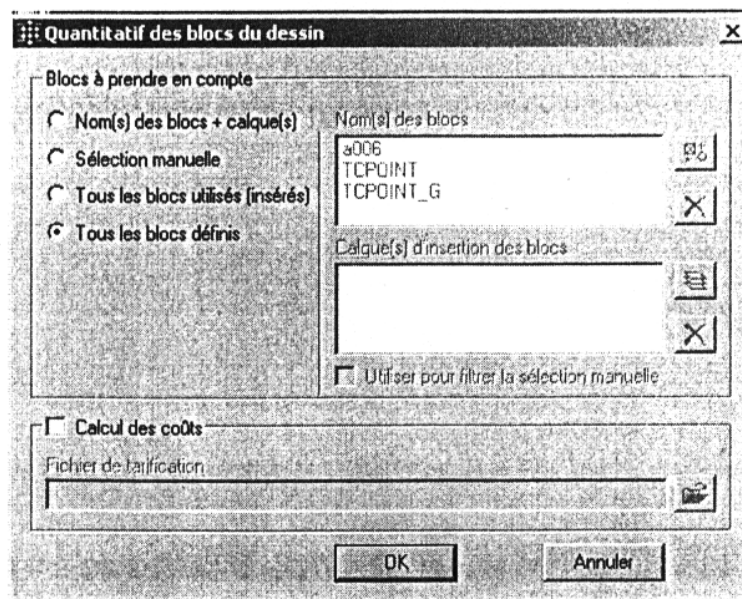 Quantitatif des blocs du dessin
Blocs à prendre en compte
Nom(s) des blocs + calque(s)
Sélection manuelle
Tous les blocs utilisés (insérés)
Tous les blocs définis
Nom(s) des blocs
a006
TCPOINT
TCPOINT_G
Calque(s) d'insertion des blocs
Utiliser pour filtrer la sélection manuelle
Calcul des coûts
Fichier de tarification
OK
Annuler